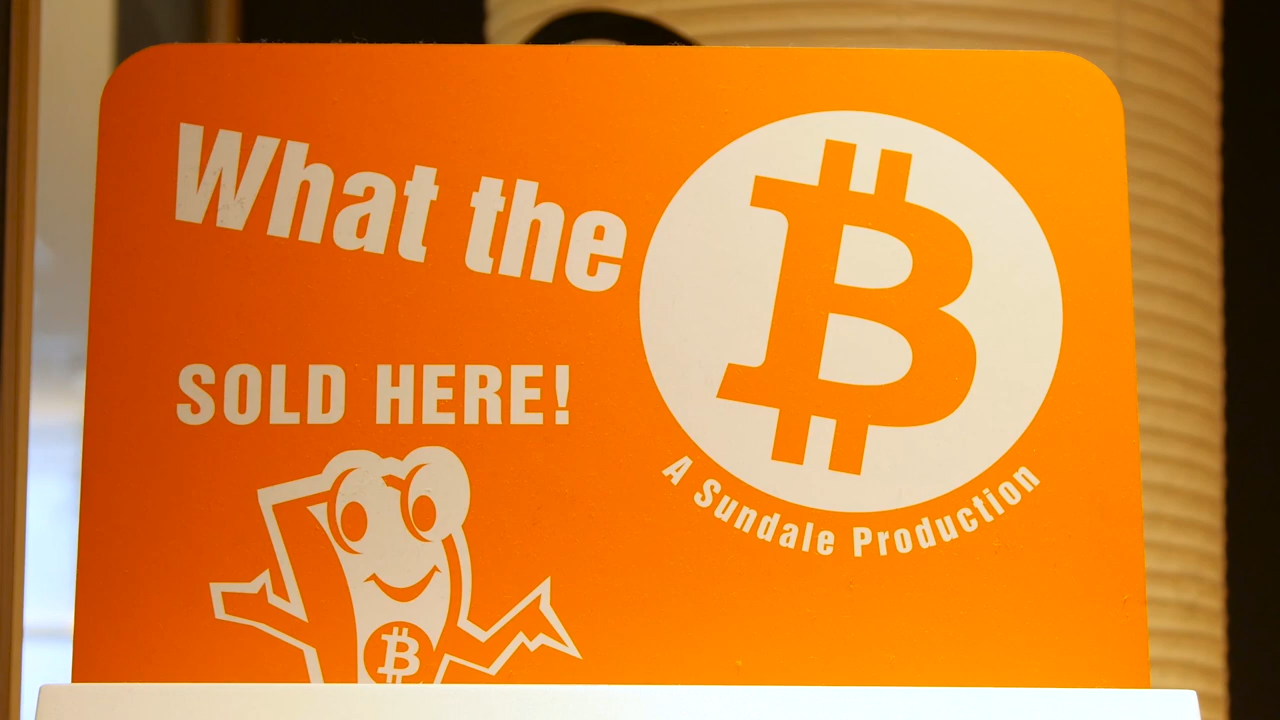 What the ₿
SOLD HERE!
A Sundale Production
₿